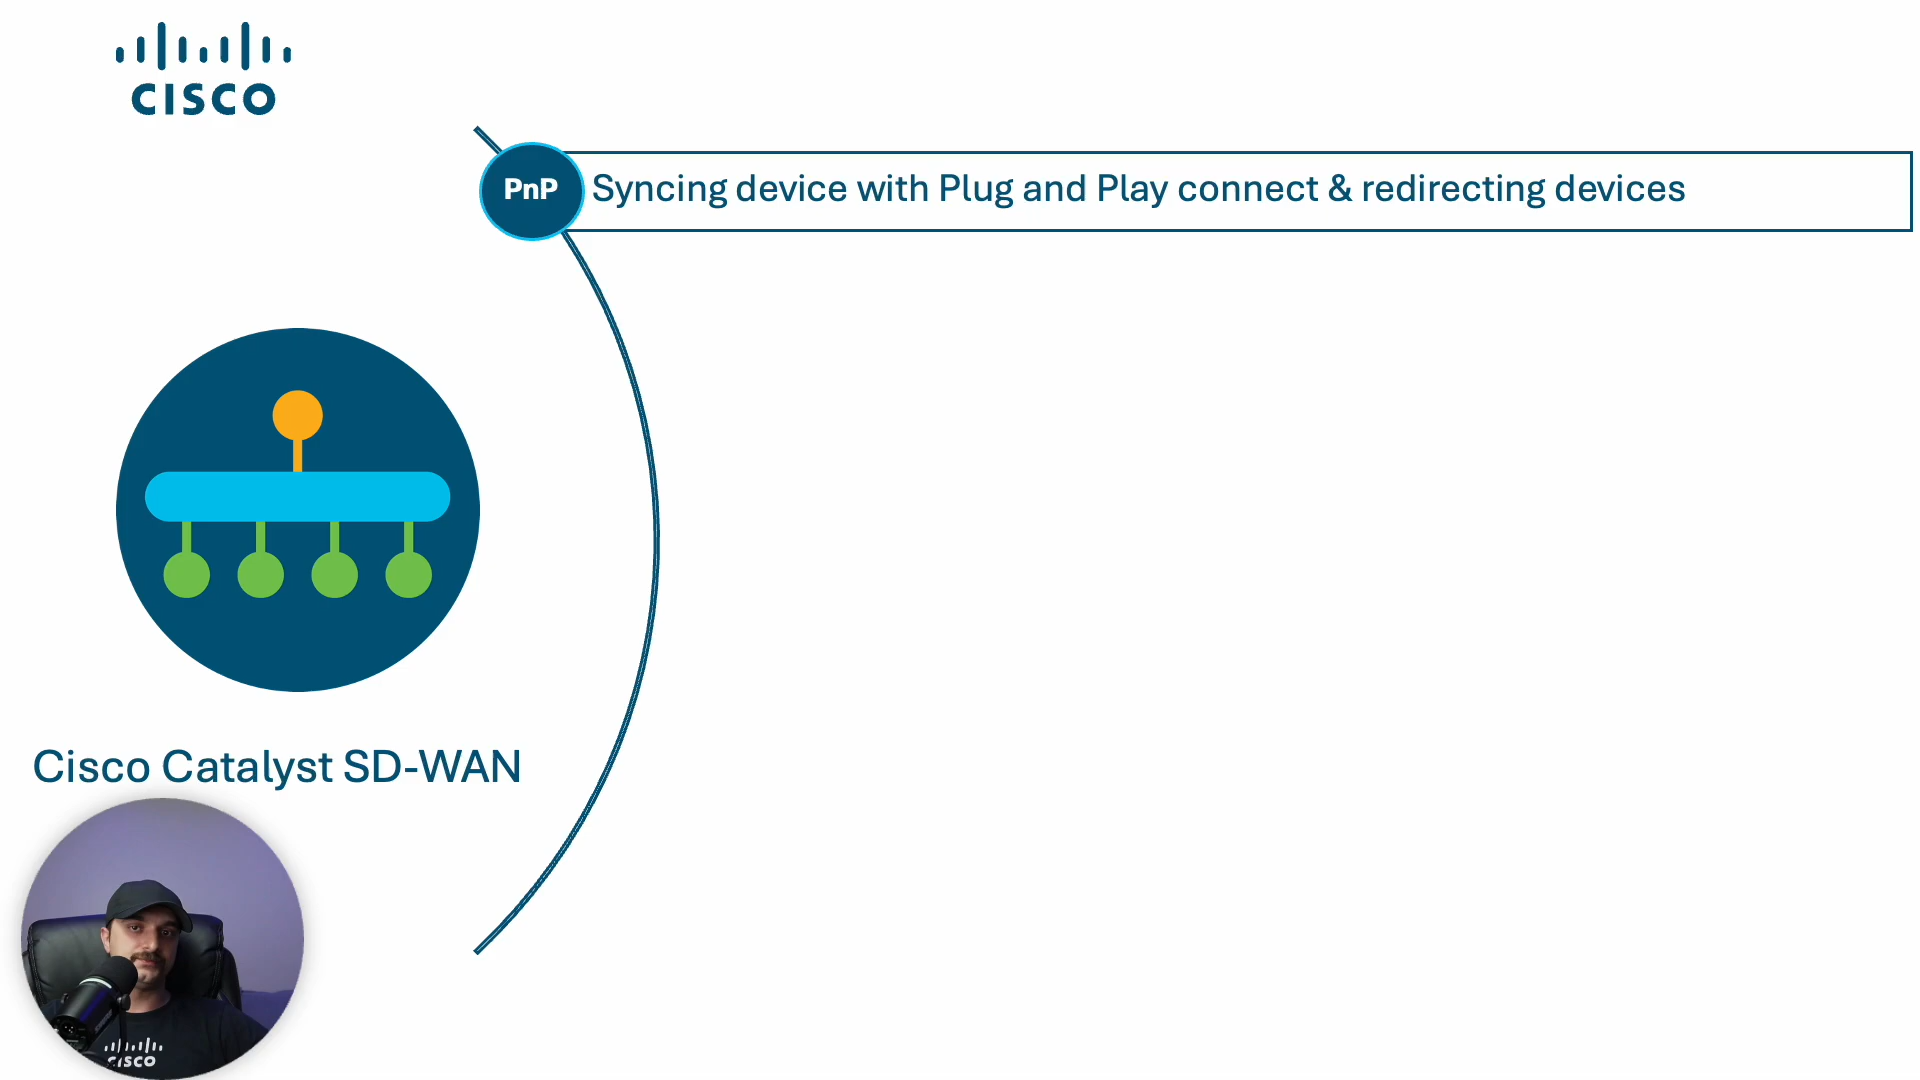 CISCO
PnP
Syncing device with Plug and Play connect & redirecting devices
Cisco Catalyst SD-WAN
CISCO